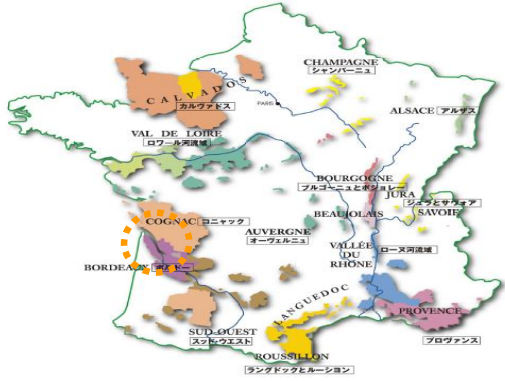 CHAMPAGNE
シャンパーニュ
CALVADOS
カルヴァドス
PARIS
ALSACE アルザス
VAL DE LOIRE
ロワール河流域
BOURGOGNE
ブルゴーニュとボジョレー
JURA
ジュラとサヴォア
SAVOIE
BEAUJOLAIS
COGNAC コニャック
AUVERGNE
オーヴェルニュ
VALLÉE
DU
RHÔNE
ローヌ河流域
BORDEAUX ボルドー
LANGUEDOC
PROVENCE
プロヴァンス
SUD-OUEST
スッド・ウエスト
ROUSSILLON
ラングドックとルーション